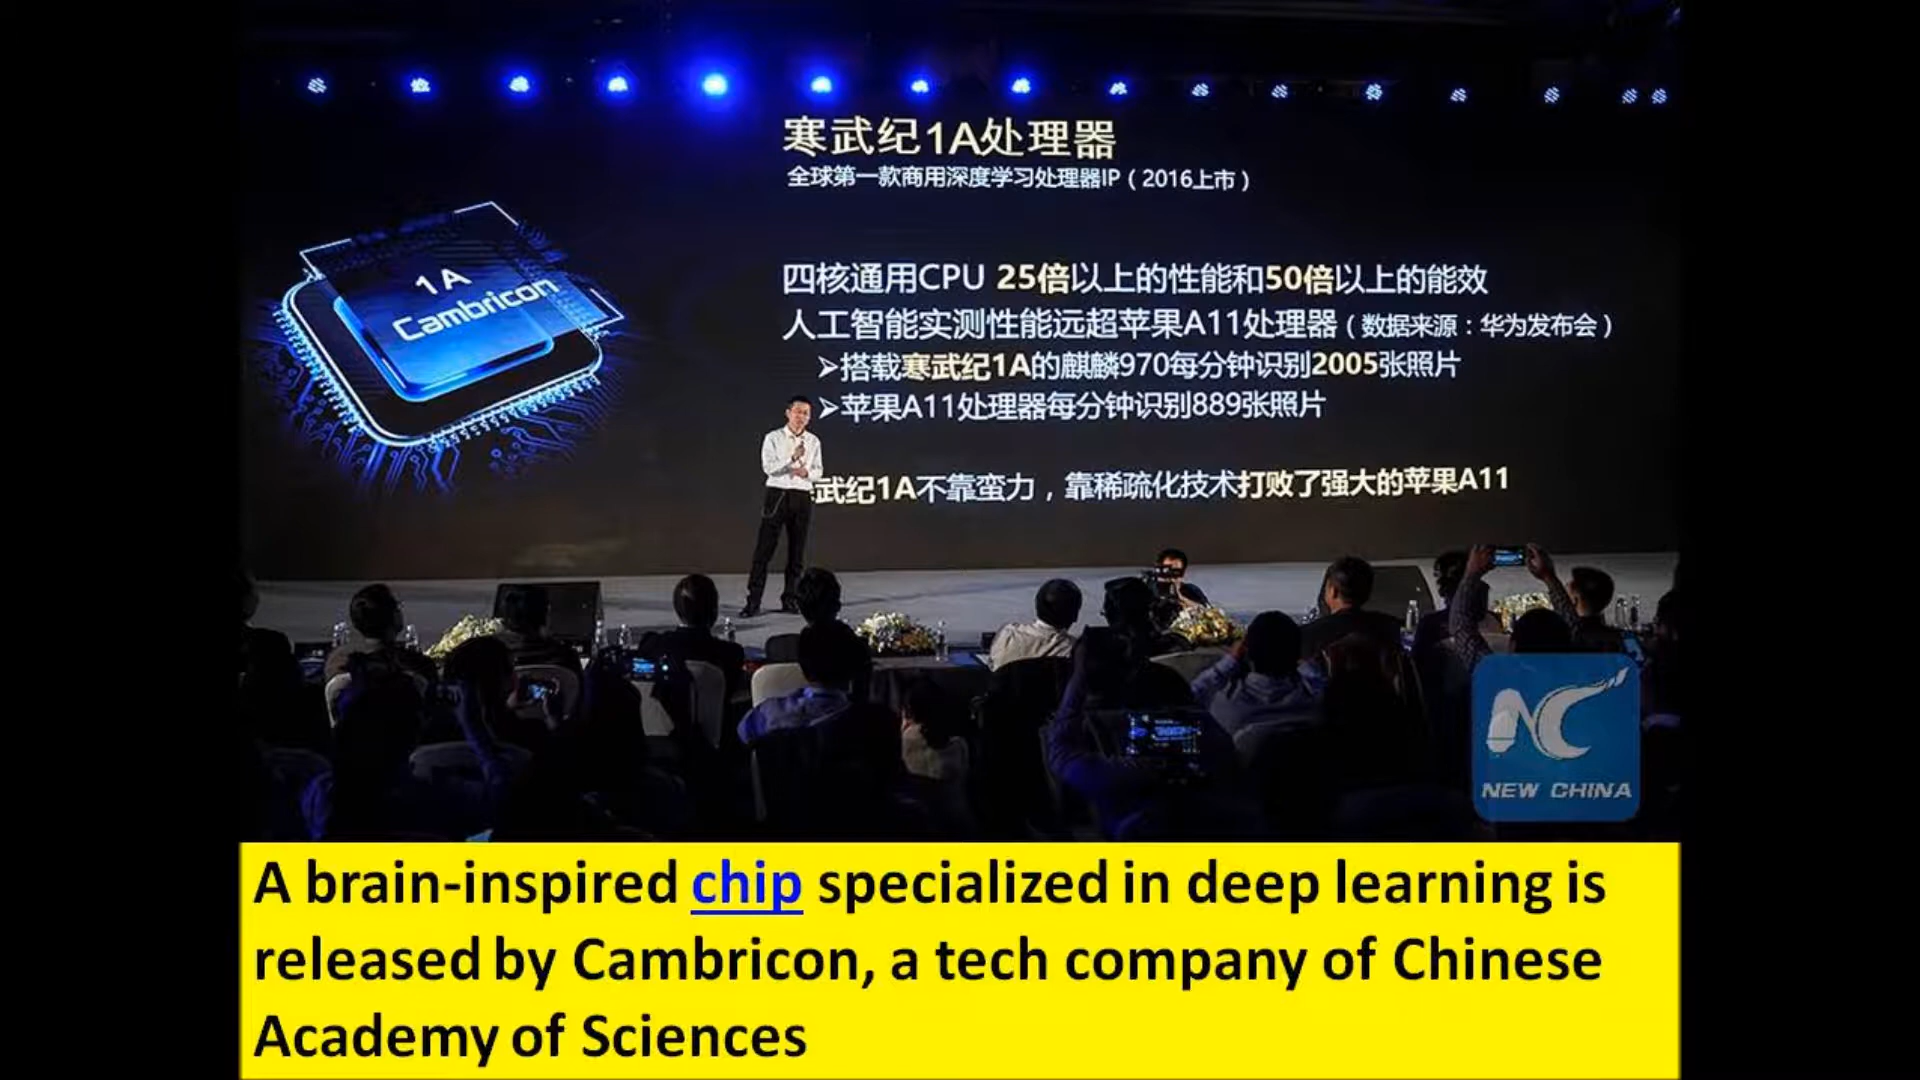 寒武纪1A处理器
全球第一款商用深度学习处理器IP（2016上市）
1A
Cambricon
四核通用CPU 25倍以上的性能和50倍以上的能效
人工智能实测性能远超苹果A11处理器（数据来源：华为发布会）
➢搭载寒武纪1A的麒麟970每分钟识别2005张照片
➢苹果A11处理器每分钟识别889张照片
武纪1A不靠蛮力，靠稀疏化技术打败了强大的苹果A11
NC
NEW CHINA
A brain-inspired chip specialized in deep learning is
released by Cambricon, a tech company of Chinese
Academy of Sciences